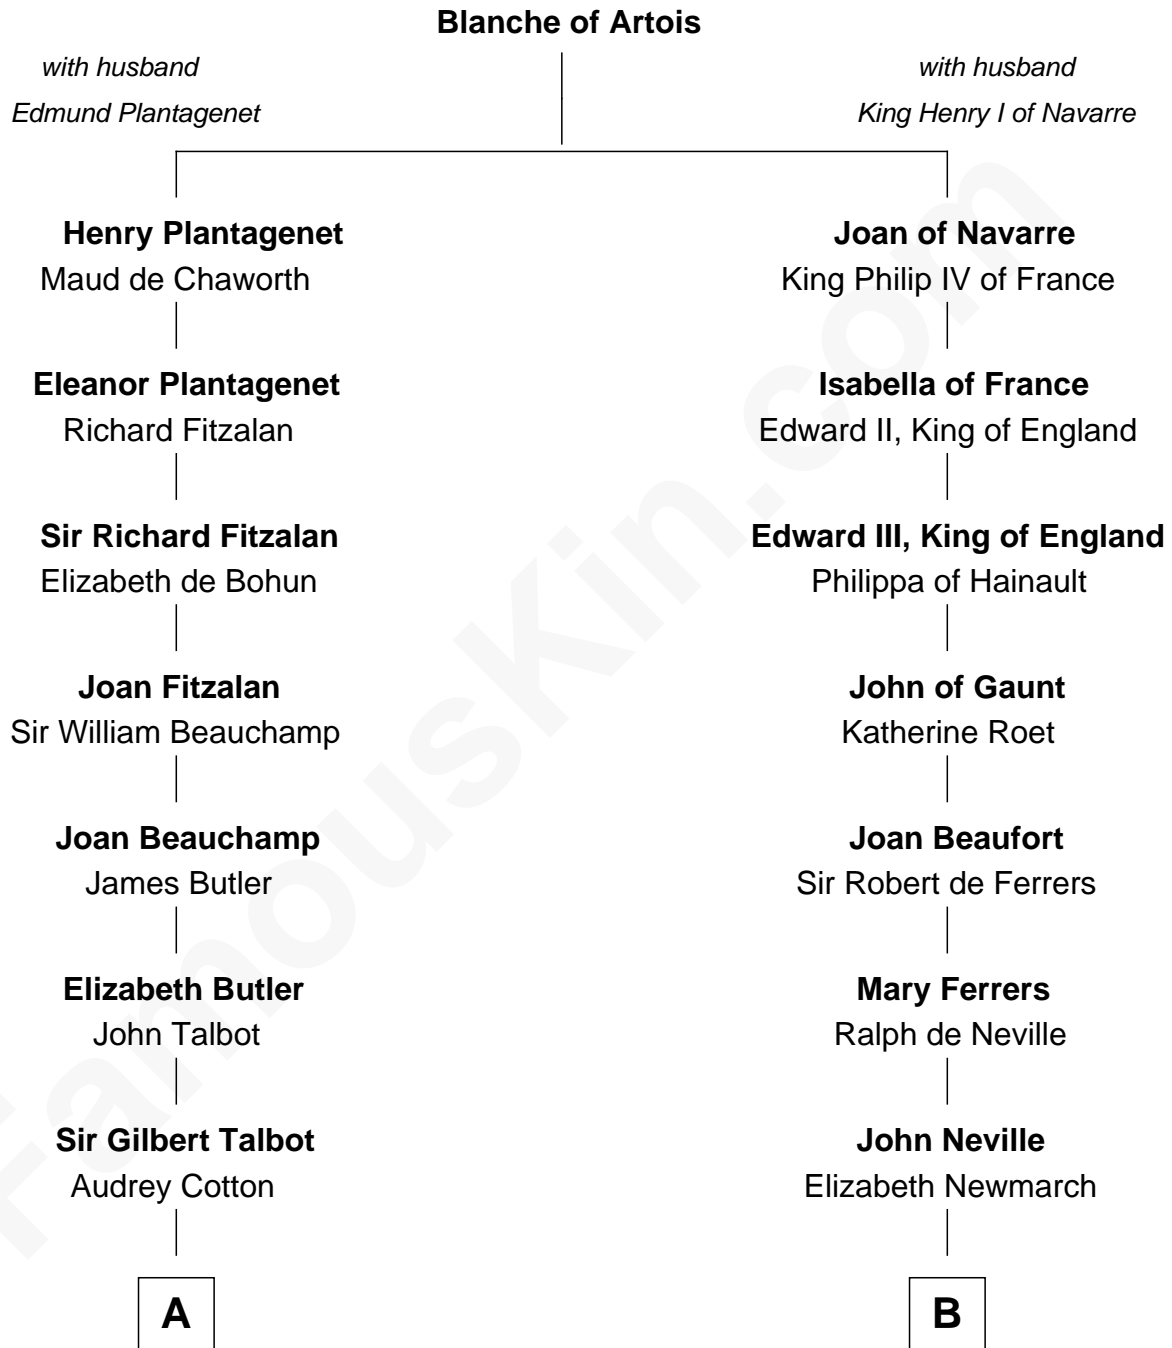 Blanche of Artois
with husband
Edmund Plantagenet
with husband
King Henry I of Navarre
Henry Plantagenet
Maud de Chaworth
Joan of Navarre
King Philip IV of France
Eleanor Plantagenet
Richard Fitzalan
Isabella of France
Edward II, King of England
Sir Richard Fitzalan
Elizabeth de Bohun
Edward III, King of England
Philippa of Hainault
Joan Fitzalan
Sir William Beauchamp
John of Gaunt
Katherine Roet
Joan Beauchamp
James Butler
Joan Beaufort
Sir Robert de Ferrers
Elizabeth Butler
John Talbot
Mary Ferrers
Ralph de Neville
Sir Gilbert Talbot
Audrey Cotton
John Neville
Elizabeth Newmarch
A
B
FamousKin.com